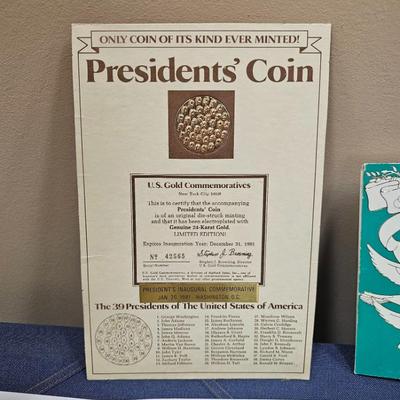 ONLY COIN OF ITS KIND EVER MINTED!
Presidents' Coin
U.S. Gold Commemoratives
New York City 10018
This is to certify that the accompanying
Presidents' Coin
is of an original die-struck minting
and that it has been electroplated with
Genuine 24-Karat Gold.
LIMITED EDITION!
Expires Inauguration Year: December 31, 1981
Nº 42565
Serial Number
Stephen J. Browning, Director
U.S. Gold Commemoratives
PRESIDENT'S INAUGURAL COMMEMORATIVE
JAN. 20, 1981 - WASHINGTON D.C.
The 39 Presidents of The United States of America
1. George Washington
2. John Adams
3. Thomas Jefferson
4. James Madison
5. James Monroe
6. John Q. Adams
7. Andrew Jackson
8. Martin Van Buren
9. William H. Harrison
10. John Tyler
11. James K. Polk
12. Zachary Taylor
13. Millard Fillmore
14. Franklin Pierce
15. James Buchanan
16. Abraham Lincoln
17. Andrew Johnson
18. Ulysses S. Grant
19. Rutherford B. Hayes
20. James A. Garfield
21. Chester A. Arthur
22. Grover Cleveland
23. Benjamin Harrison
24. William McKinley
25. Theodore Roosevelt
26. William H. Taft
27. Woodrow Wilson
28. Warren G. Harding
29. Calvin Coolidge
30. Herbert C. Hoover
31. Franklin D. Roosevelt
32. Harry S. Truman
33. Dwight D. Eisenhower
34. John F. Kennedy
35. Lyndon B. Johnson
36. Richard M. Nixon
37. Gerald R. Ford
38. Jimmy Carter
39. Ronald W. Reagan